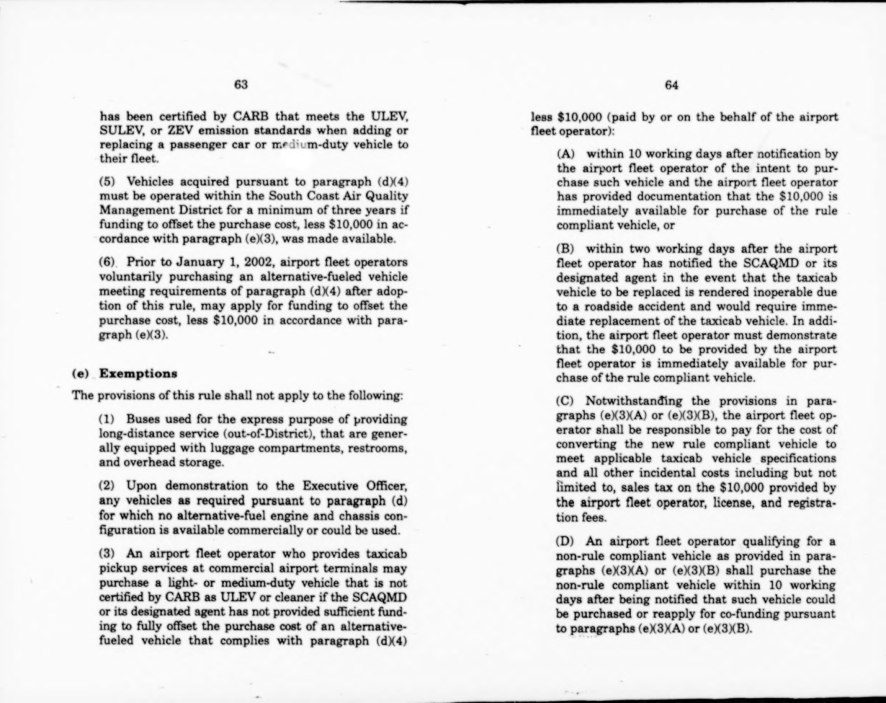 63
has been certified by CARB that meets the ULEV,
SULEV, or ZEV emission standards when adding or
replacing a passenger car or medium-duty vehicle to
their fleet.
(5) Vehicles acquired pursuant to paragraph (d)(4)
must be operated within the South Coast Air Quality
Management District for a minimum of three years if
funding to offset the purchase cost, less $10,000 in ac-
cordance with paragraph (e)(3), was made available.
(6) Prior to January 1, 2002, airport fleet operators
voluntarily purchasing an alternative-fueled vehicle
meeting requirements of paragraph (d)(4) after adop-
tion of this rule, may apply for funding to offset the
purchase cost, less $10,000 in accordance with para-
graph (e)(3).
(e) Exemptions
The provisions of this rule shall not apply to the following:
(1) Buses used for the express purpose of providing
long-distance service (out-of-District), that are gener-
ally equipped with luggage compartments, restrooms,
and overhead storage.
(2) Upon demonstration to the Executive Officer,
any vehicles as required pursuant to paragraph (d)
for which no alternative-fuel engine and chassis con-
figuration is available commercially or could be used.
(3) An airport fleet operator who provides taxicab
pickup services at commercial airport terminals may
purchase a light- or medium-duty vehicle that is not
certified by CARB as ULEV or cleaner if the SCAQMD
or its designated agent has not provided sufficient fund-
ing to fully offset the purchase cost of an alternative-
fueled vehicle that complies with paragraph (d)(4)
64
less $10,000 (paid by or on the behalf of the airport
fleet operator):
(A) within 10 working days after notification by
the airport fleet operator of the intent to pur-
chase such vehicle and the airport fleet operator
has provided documentation that the $10,000 is
immediately available for purchase of the rule
compliant vehicle, or
(B) within two working days after the airport
fleet operator has notified the SCAQMD or its
designated agent in the event that the taxicab
vehicle to be replaced is rendered inoperable due
to a roadside accident and would require imme-
diate replacement of the taxicab vehicle. In addi-
tion, the airport fleet operator must demonstrate
that the $10,000 to be provided by the airport
fleet operator is immediately available for pur-
chase of the rule compliant vehicle.
(C) Notwithstanding the provisions in para-
graphs (e)(3)(A) or (e)(3)(B), the airport fleet op-
erator shall be responsible to pay for the cost of
converting the new rule compliant vehicle to
meet applicable taxicab vehicle specifications
and all other incidental costs including but not
limited to, sales tax on the $10,000 provided by
the airport fleet operator, license, and registra-
tion fees.
(D) An airport fleet operator qualifying for a
non-rule compliant vehicle as provided in para-
graphs (e)(3)(A) or (e)(3)(B) shall purchase the
non-rule compliant vehicle within 10 working
days after being notified that such vehicle could
be purchased or reapply for co-funding pursuant
to paragraphs (e)(3)(A) or (e)(3)(B).